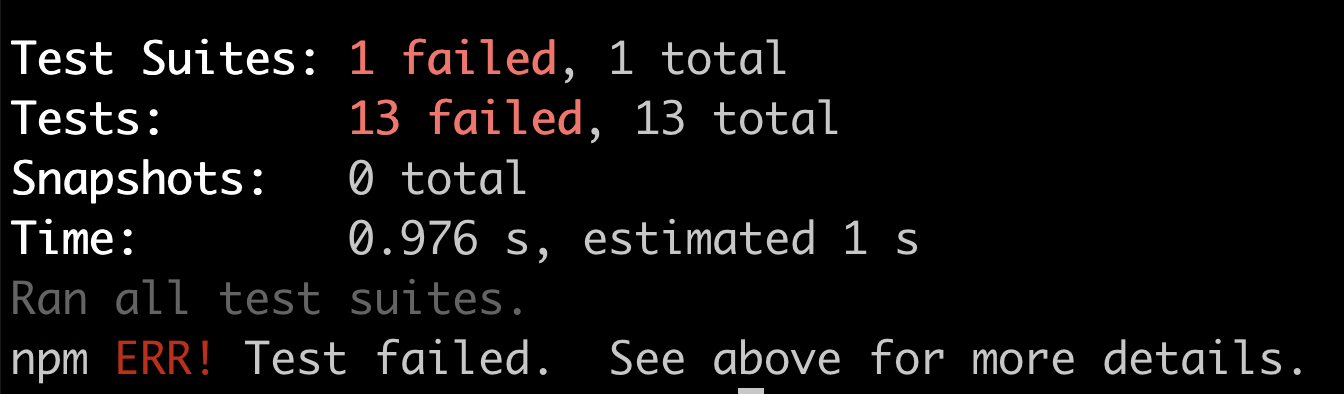 Test Suites: 1 failed, 1 total
Tests:       13 failed, 13 total
Snapshots:   0 total
Time:        0.976 s, estimated 1 s
Ran all test suites.
npm ERR! Test failed.  See above for more details.